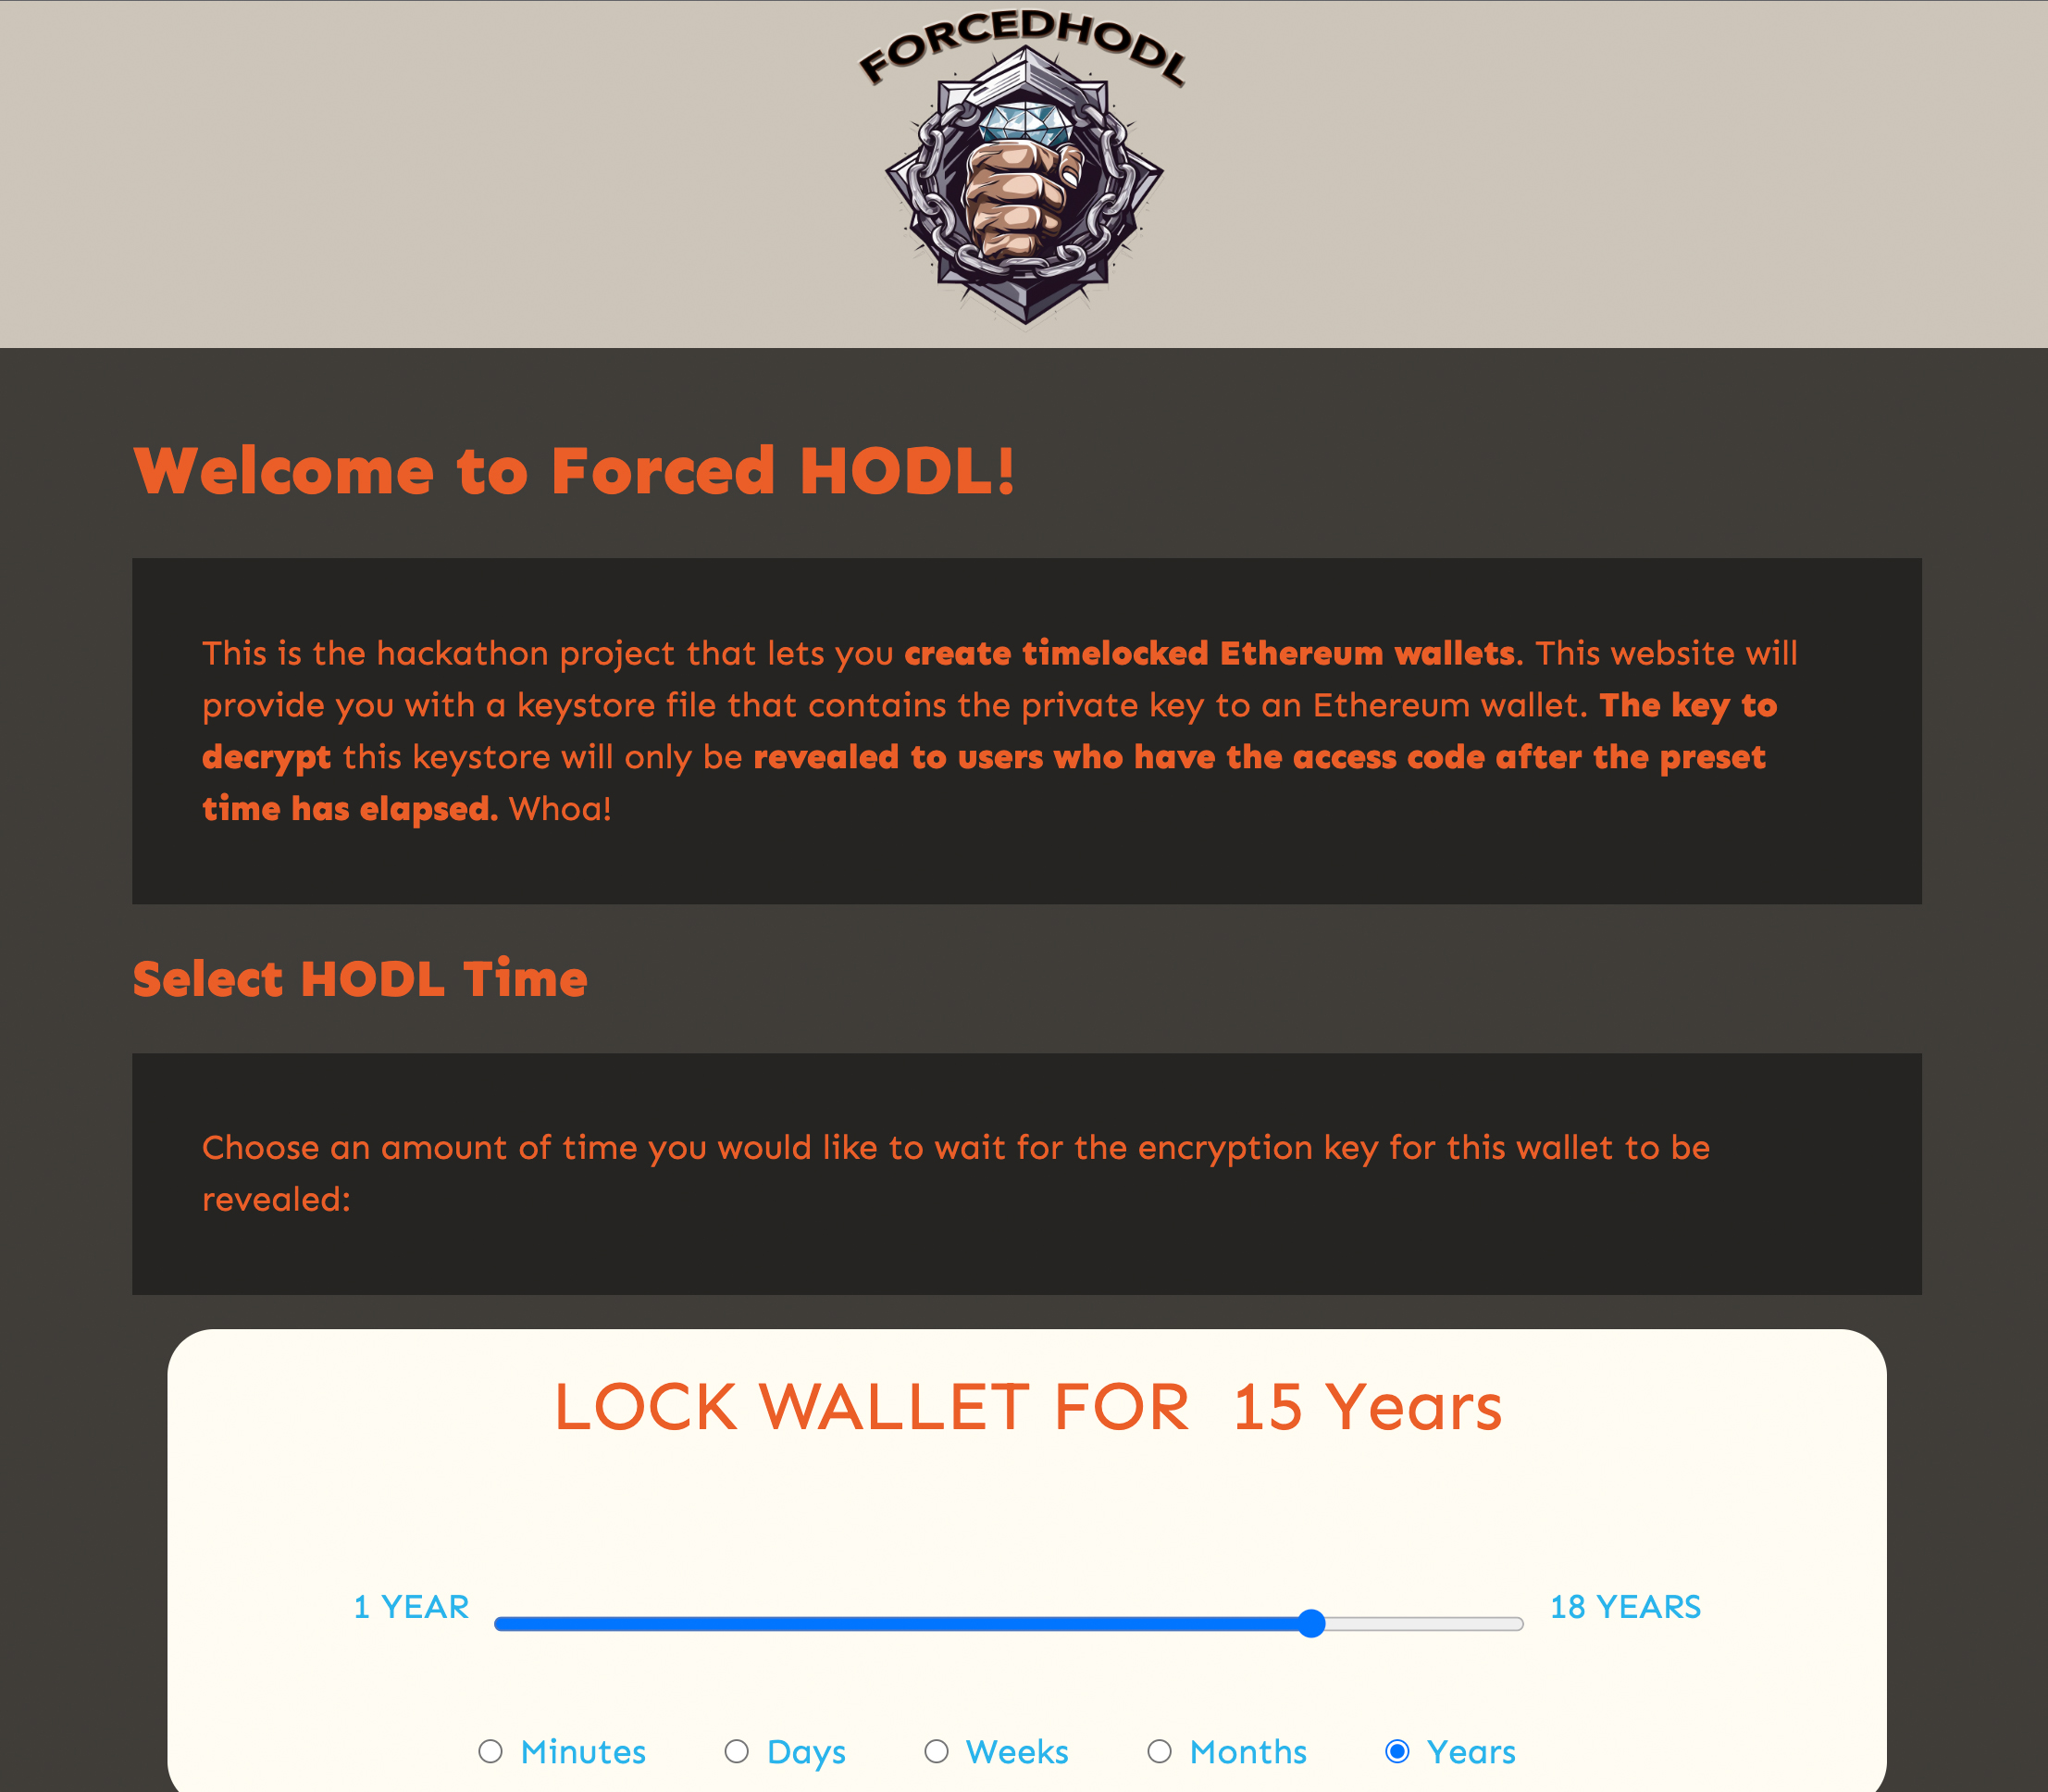 FORCEDHODL
Welcome to Forced HODL!
This is the hackathon project that lets you create timelocked Ethereum wallets. This website will
provide you with a keystore file that contains the private key to an Ethereum wallet. The key to
decrypt this keystore will only be revealed to users who have the access code after the preset
time has elapsed. Whoa!
Select HODL Time
Choose an amount of time you would like to wait for the encryption key for this wallet to be
revealed:
LOCK WALLET FOR 15 Years
1 YEAR 18 YEARS
Minutes Days Weeks Months Years